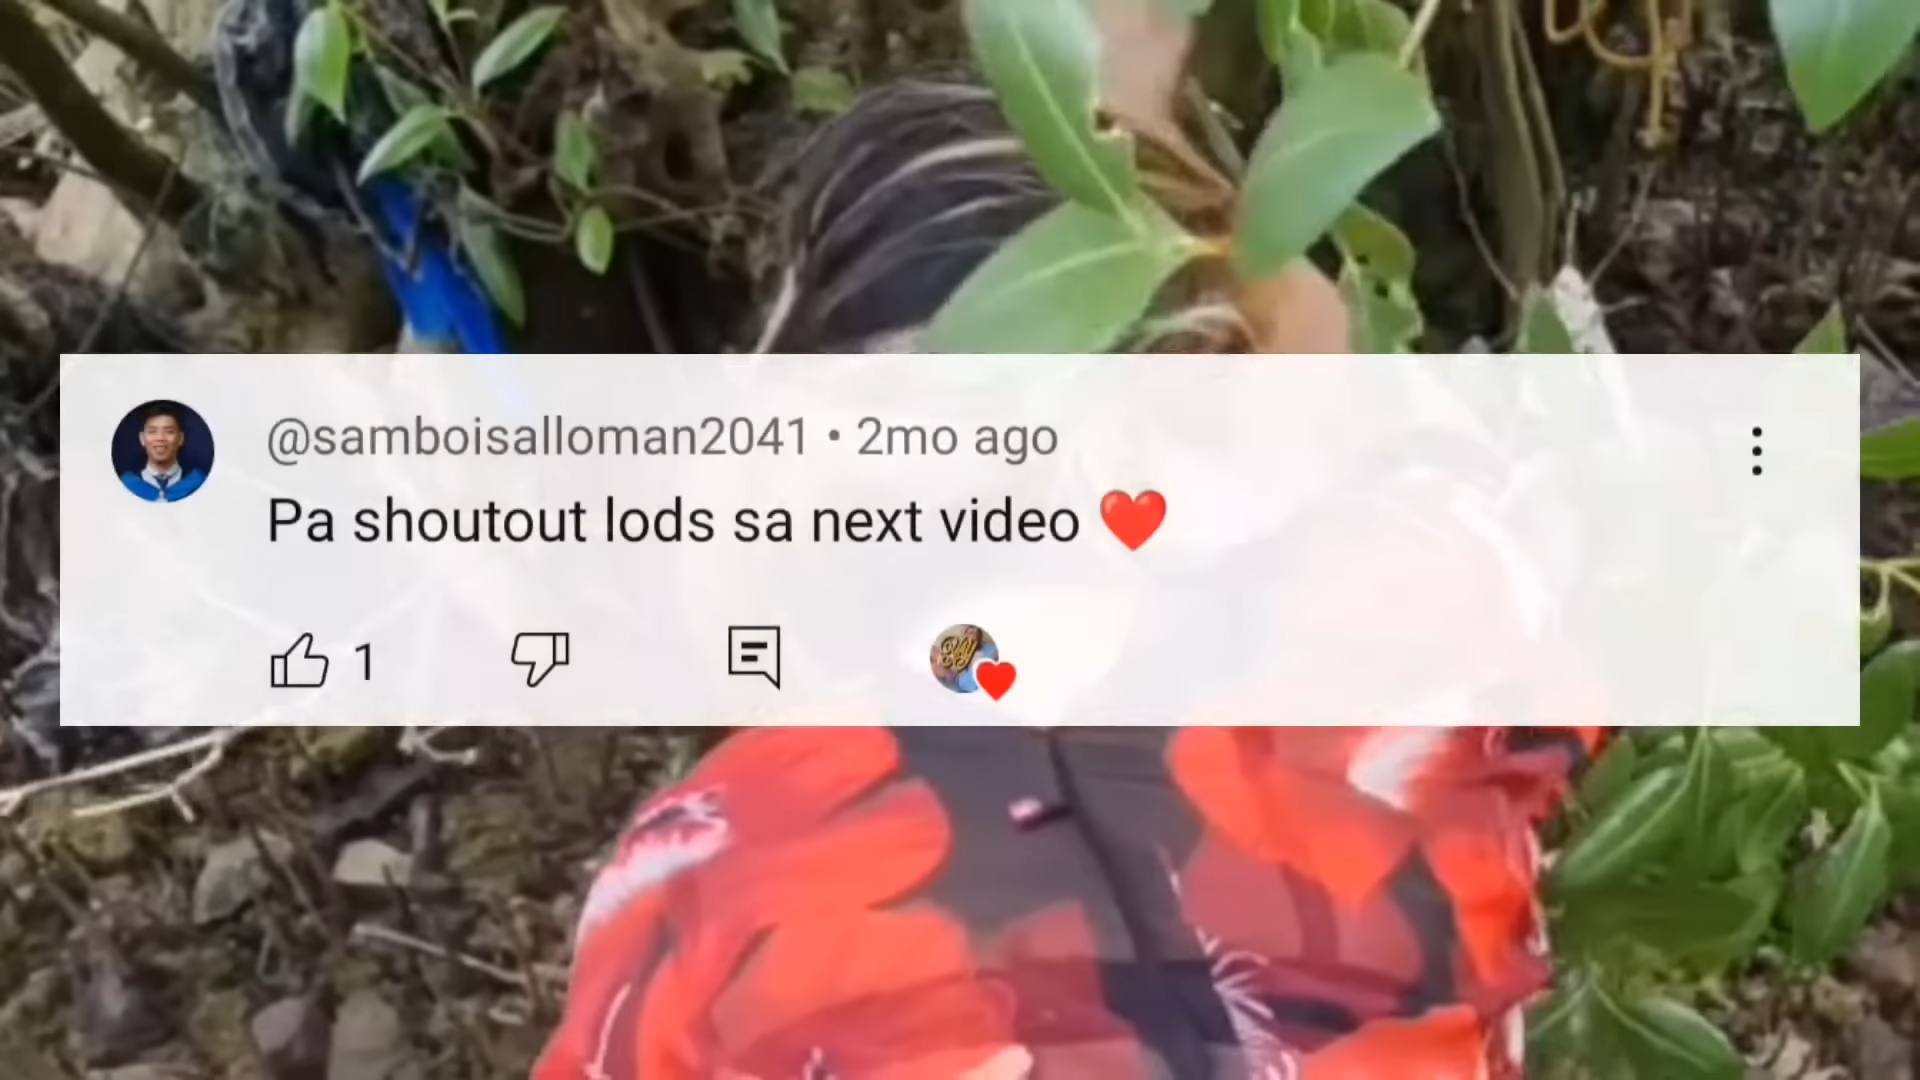 @samboisalloman2041 • 2mo ago
Pa shoutout lods sa next video ❤️
1